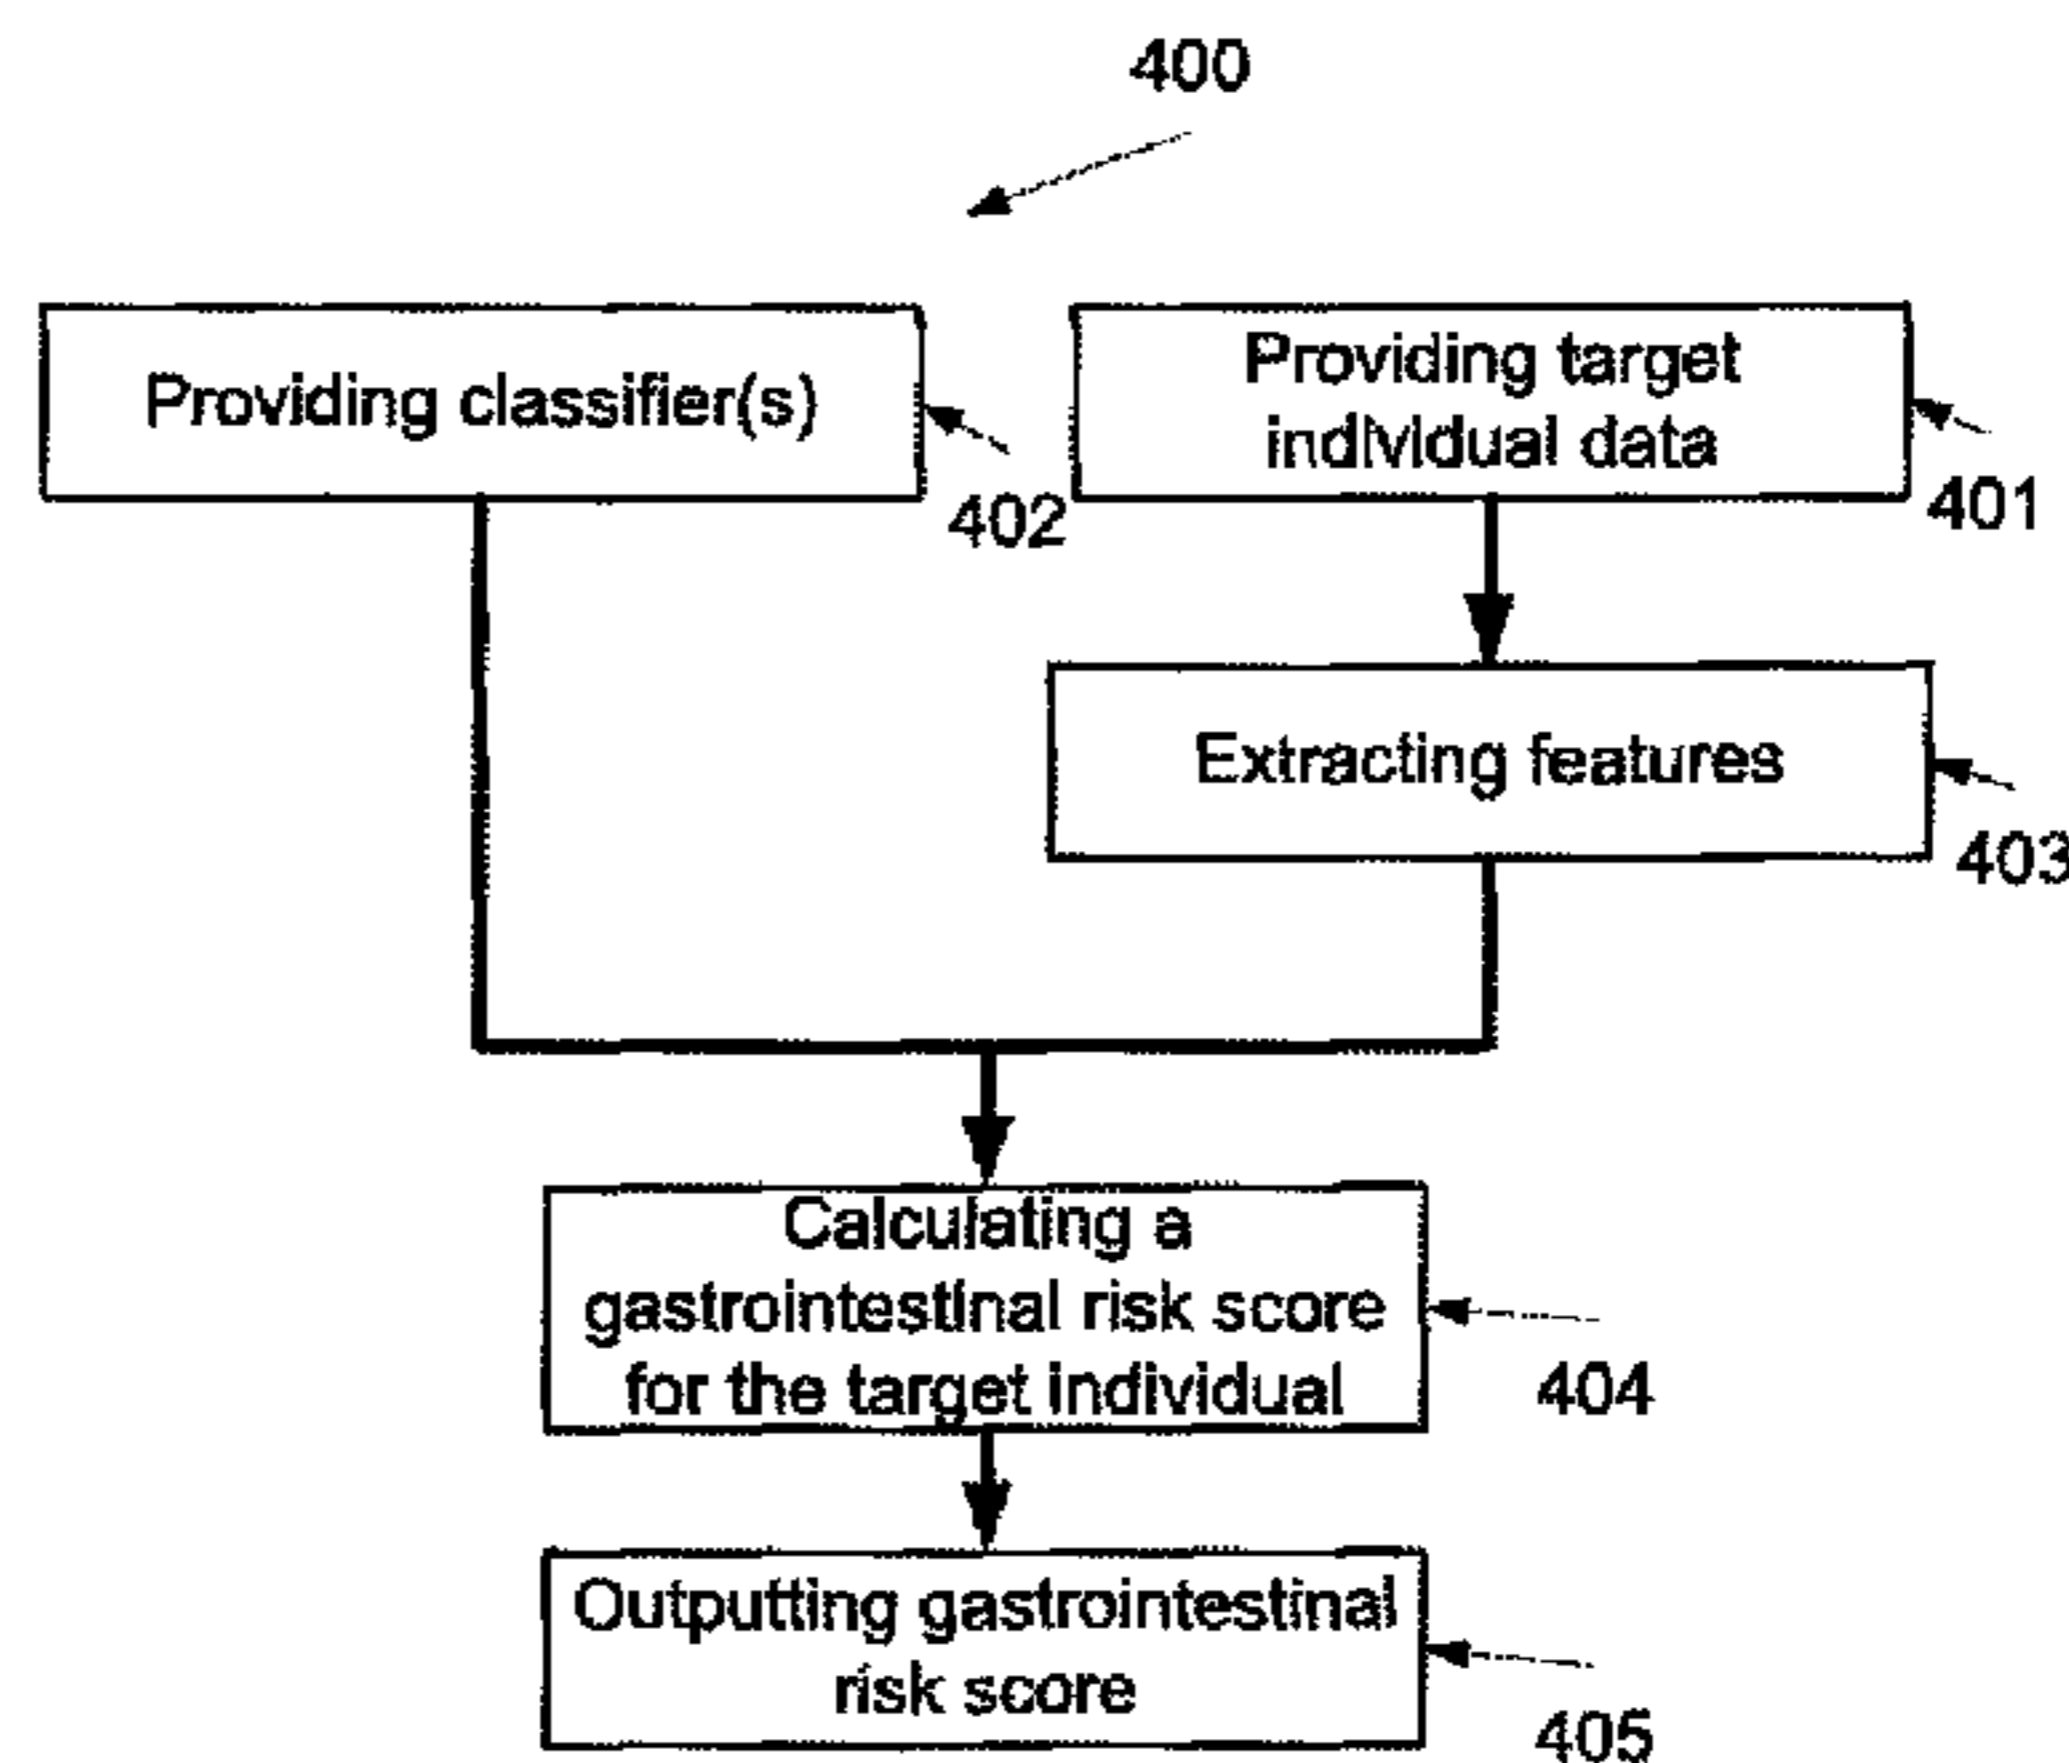 400
Providing classifier(s)
402
Providing target
individual data
401
Extracting features
403
Calculating a
gastrointestinal risk score
for the target individual
404
Outputting gastrointestinal
risk score
405